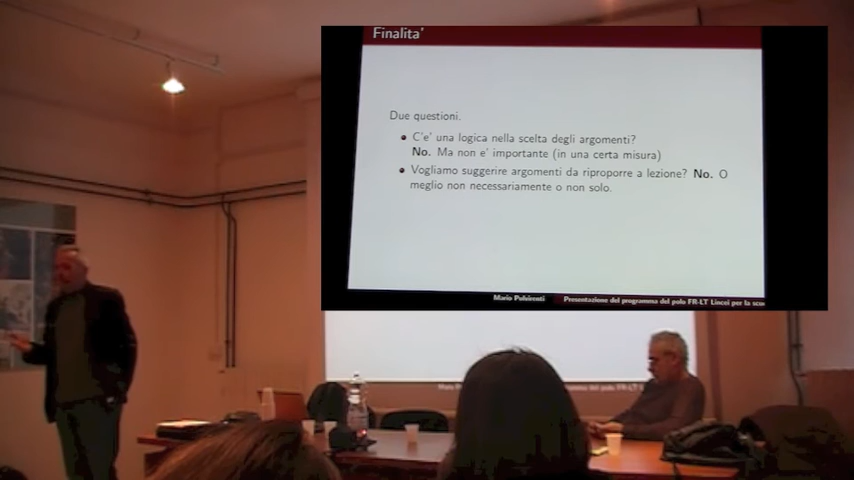 Finalita'
Due questioni.
C'e' una logica nella scelta degli argomenti?
No. Ma non e' importante (in una certa misura)
Vogliamo suggerire argomenti da riproporre a lezione? No. O
meglio non necessariamente o non solo.
Mario Pulvirenti Presentazione del programma del polo FR-LT Lincei per la scu